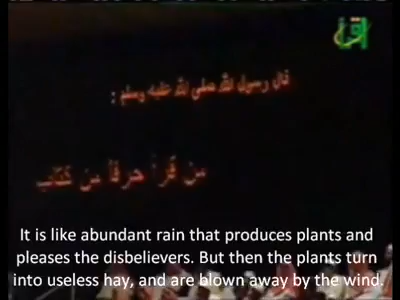 اقرأ
قال رسول الله صلى الله عليه وسلم :
من قرأ حرفا من كتاب
It is like abundant rain that produces plants and
pleases the disbelievers. But then the plants turn
into useless hay, and are blown away by the wind.